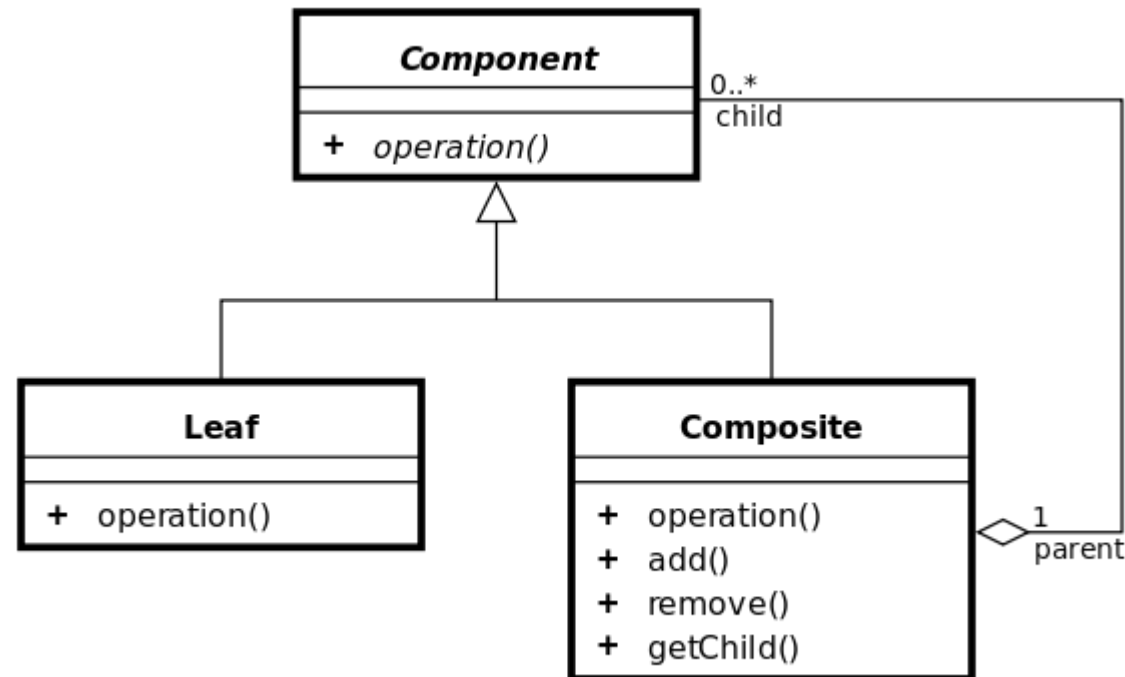 Component
+ operation()
0..*
child
Leaf
+ operation()
Composite
+ operation()
+ add()
+ remove()
+ getChild()
1
parent